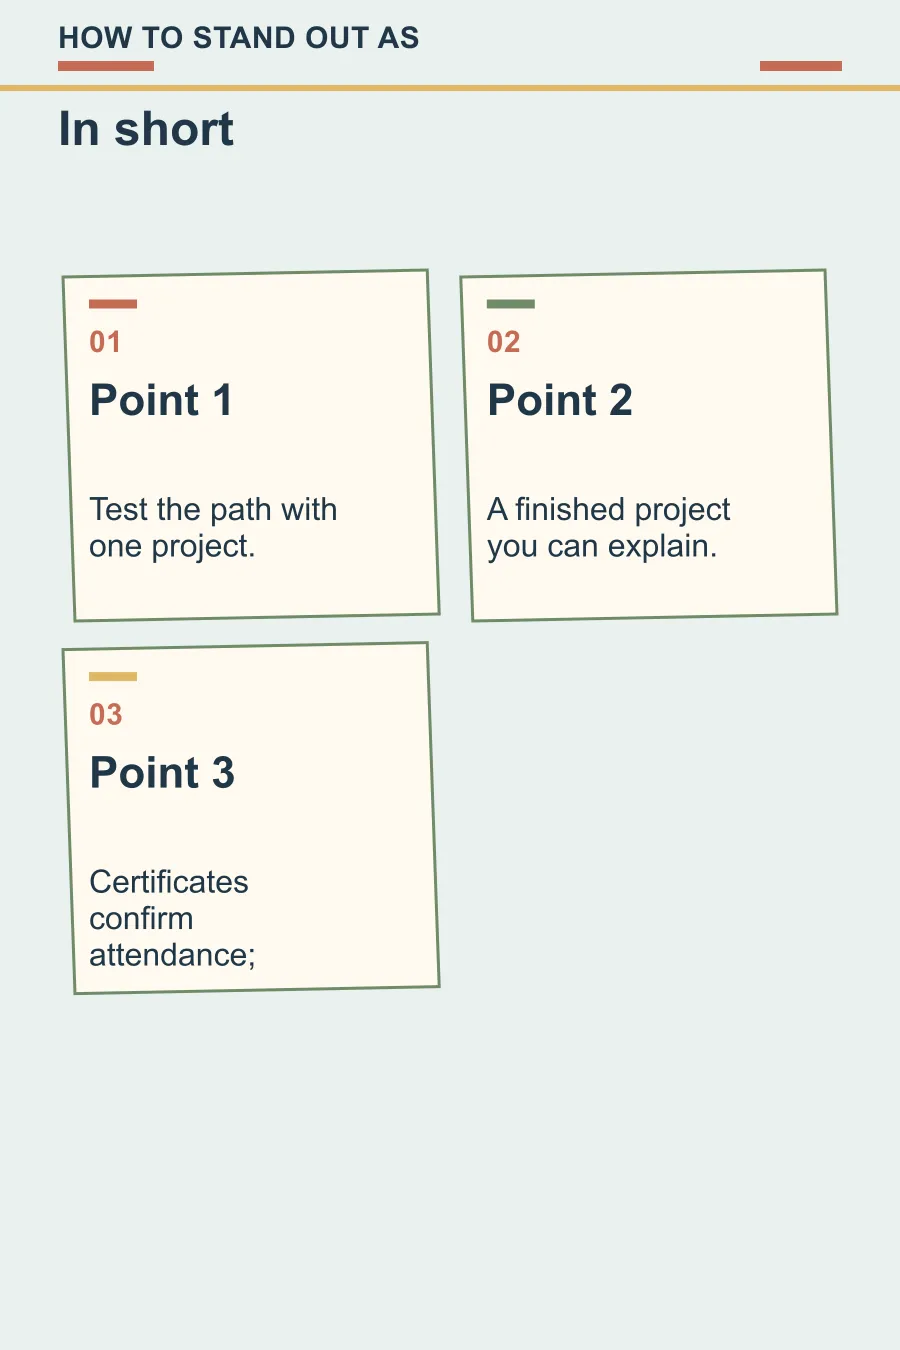 HOW TO STAND OUT AS
In short
01
Point 1
Test the path with
one project.
02
Point 2
A finished project
you can explain.
03
Point 3
Certificates
confirm
attendance;